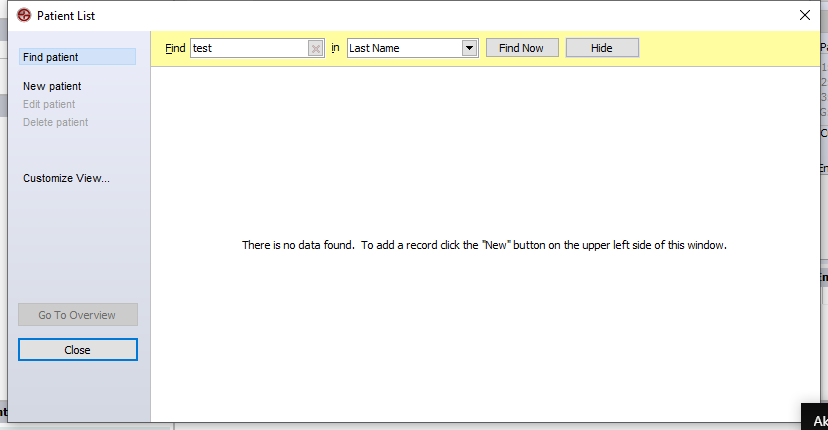 Patient List
Find patient
Find test in Last Name Find Now Hide
New patient
Edit patient
Delete patient
Customize View...
There is no data found.  To add a record click the "New" button on the upper left side of this window.
Go To Overview
Close
Ak